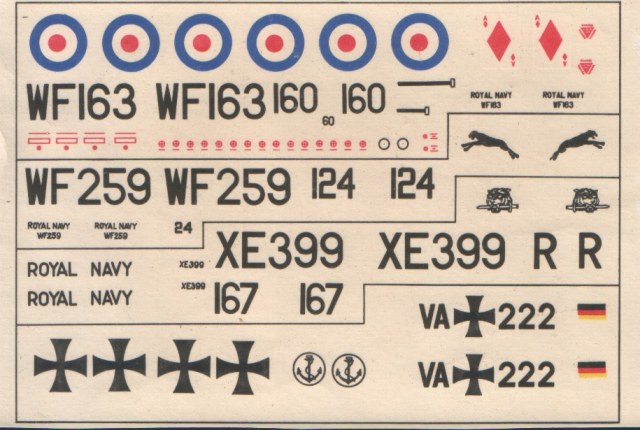 A A A A
WF163 WF163 160 160
60
ROYAL NAVY ROYAL NAVY
WF163 WF163
WF259 WF259 124 124
ROYAL NAVY ROYAL NAVY 24
WF259 WF259
XE399 XE399 R R
ROYAL NAVY XE399
ROYAL NAVY XE399
167 167
VA 222
VA 222